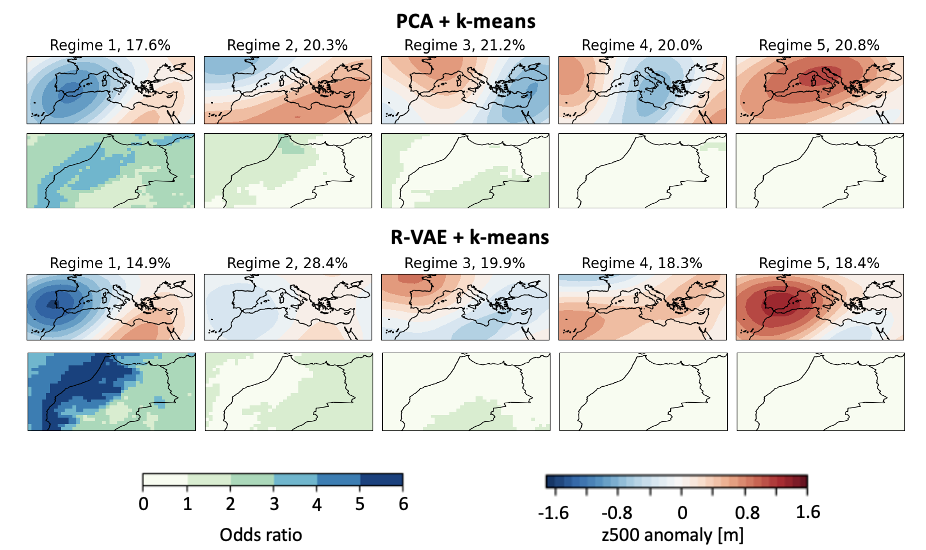 PCA + k-means
Regime 1, 17.6%
Regime 2, 20.3%
Regime 3, 21.2%
Regime 4, 20.0%
Regime 5, 20.8%
R-VAE + k-means
Regime 1, 14.9%
Regime 2, 28.4%
Regime 3, 19.9%
Regime 4, 18.3%
Regime 5, 18.4%
0 1 2 3 4 5 6
Odds ratio
-1.6 -0.8 0 0.8 1.6
z500 anomaly [m]